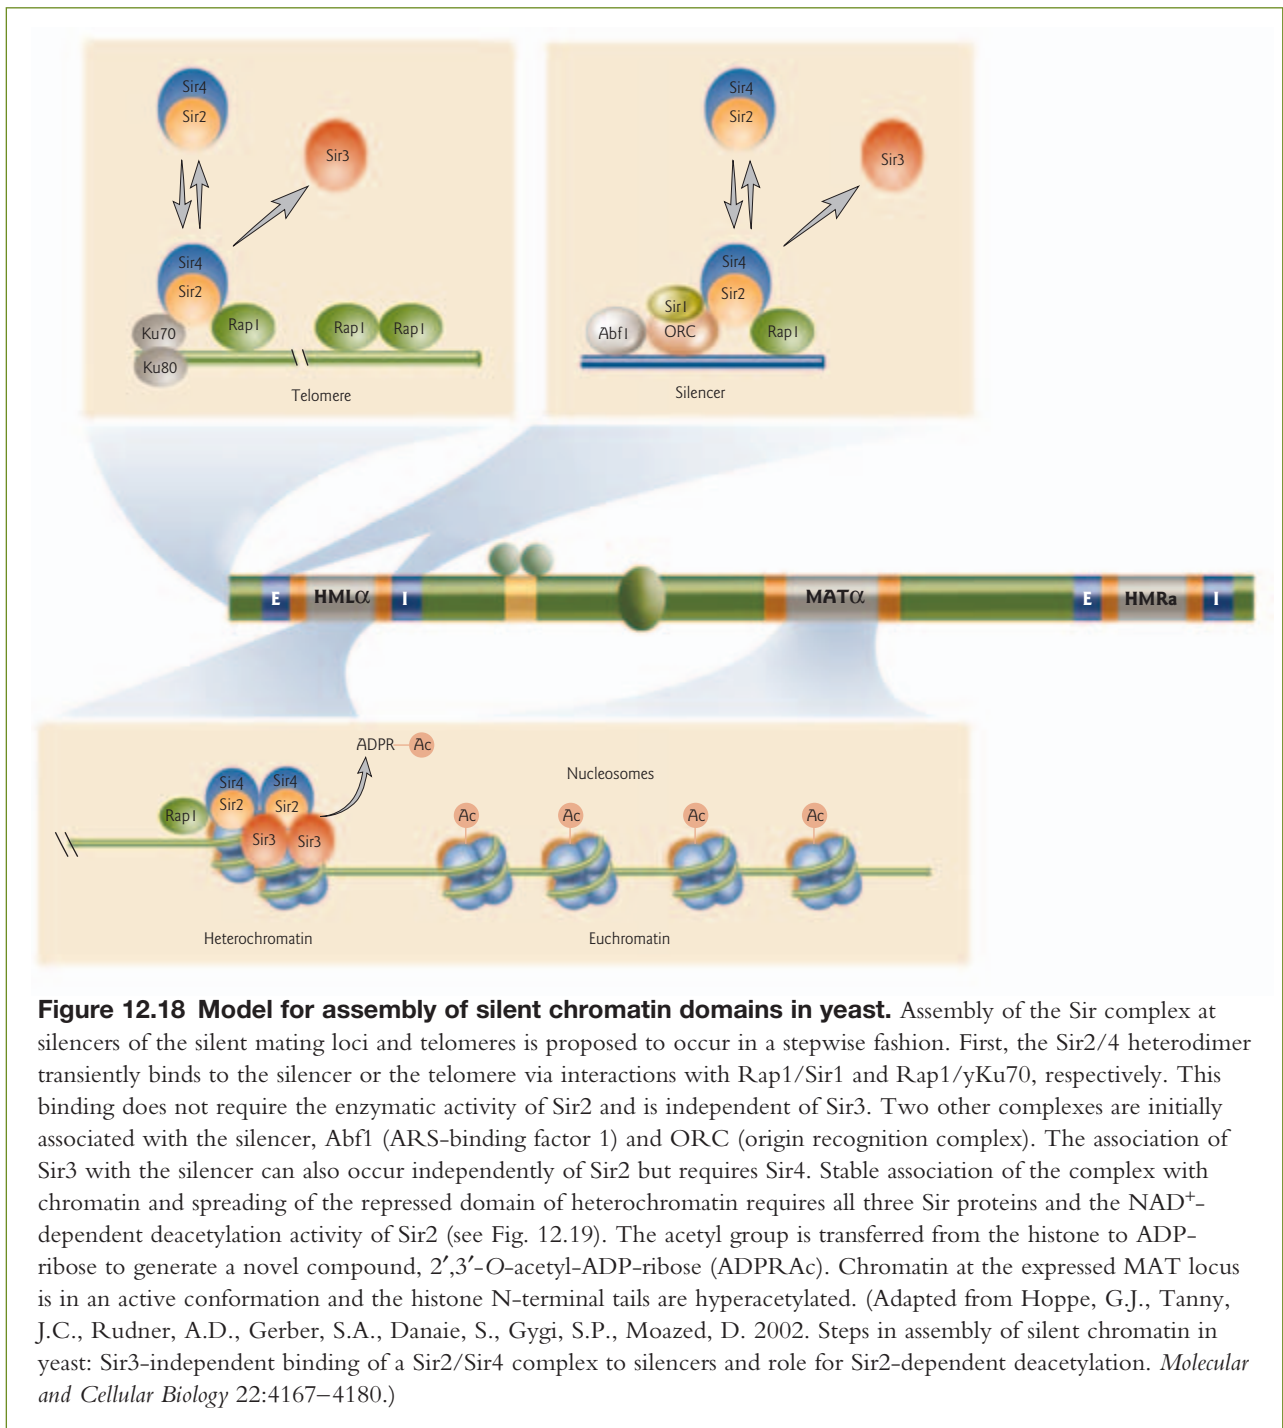 Sir4
Sir2
Sir3
Sir4
Sir2
Ku70
Ku80
Rap1
Rap1
Rap1
Telomere
Sir4
Sir2
Sir3
Sir4
Sir2
Sir1
Abf1
ORC
Rap1
Silencer
E
HMLα
I
MATα
E
HMRa
I
ADPR
Ac
Nucleosomes
Sir4
Sir4
Rap1
Sir2
Sir2
Sir3
Sir3
Ac
Ac
Ac
Ac
Heterochromatin
Euchromatin
Figure 12.18 Model for assembly of silent chromatin domains in yeast. Assembly of the Sir complex at
silencers of the silent mating loci and telomeres is proposed to occur in a stepwise fashion. First, the Sir2/4 heterodimer
transiently binds to the silencer or the telomere via interactions with Rap1/Sir1 and Rap1/yKu70, respectively. This
binding does not require the enzymatic activity of Sir2 and is independent of Sir3. Two other complexes are initially
associated with the silencer, Abf1 (ARS-binding factor 1) and ORC (origin recognition complex). The association of
Sir3 with the silencer can also occur independently of Sir2 but requires Sir4. Stable association of the complex with
chromatin and spreading of the repressed domain of heterochromatin requires all three Sir proteins and the NAD⁺-
dependent deacetylation activity of Sir2 (see Fig. 12.19). The acetyl group is transferred from the histone to ADP-
ribose to generate a novel compound, 2′,3′-O-acetyl-ADP-ribose (ADPRAc). Chromatin at the expressed MAT locus
is in an active conformation and the histone N-terminal tails are hyperacetylated. (Adapted from Hoppe, G.J., Tanny,
J.C., Rudner, A.D., Gerber, S.A., Danaie, S., Gygi, S.P., Moazed, D. 2002. Steps in assembly of silent chromatin in
yeast: Sir3-independent binding of a Sir2/Sir4 complex to silencers and role for Sir2-dependent deacetylation. Molecular
and Cellular Biology 22:4167–4180.)